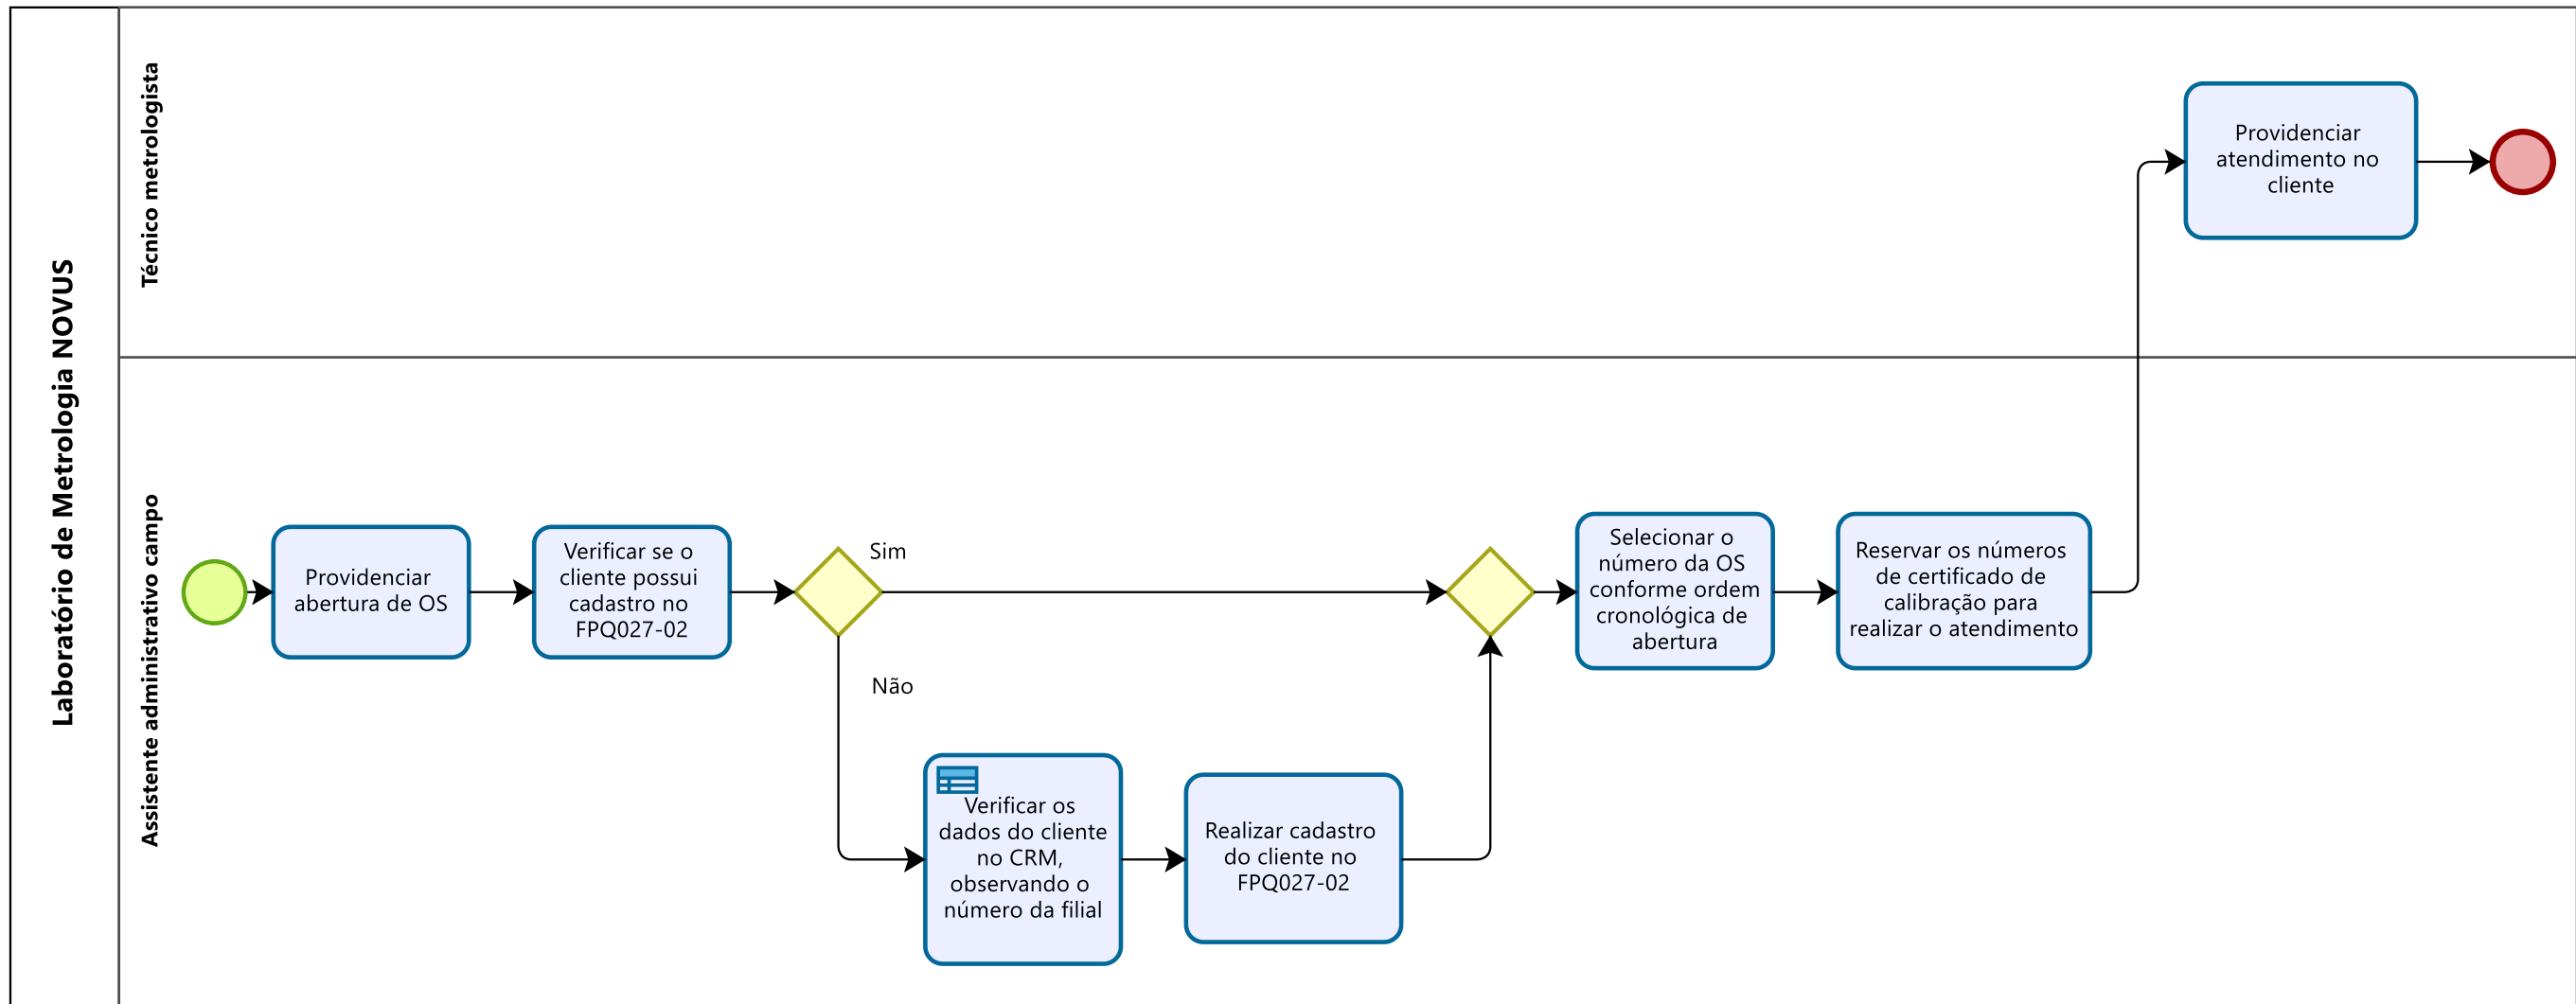 Laboratório de Metrologia NOVUS
Técnico metrologista
Providenciar
atendimento no
cliente
Assistente administrativo campo
Providenciar
abertura de OS
Verificar se o
cliente possui
cadastro no
FPQ027-02
Sim
Não
Verificar os
dados do cliente
no CRM,
observando o
número da filial
Realizar cadastro
do cliente no
FPQ027-02
Selecionar o
número da OS
conforme ordem
cronológica de
abertura
Reservar os números
de certificado de
calibração para
realizar o atendimento